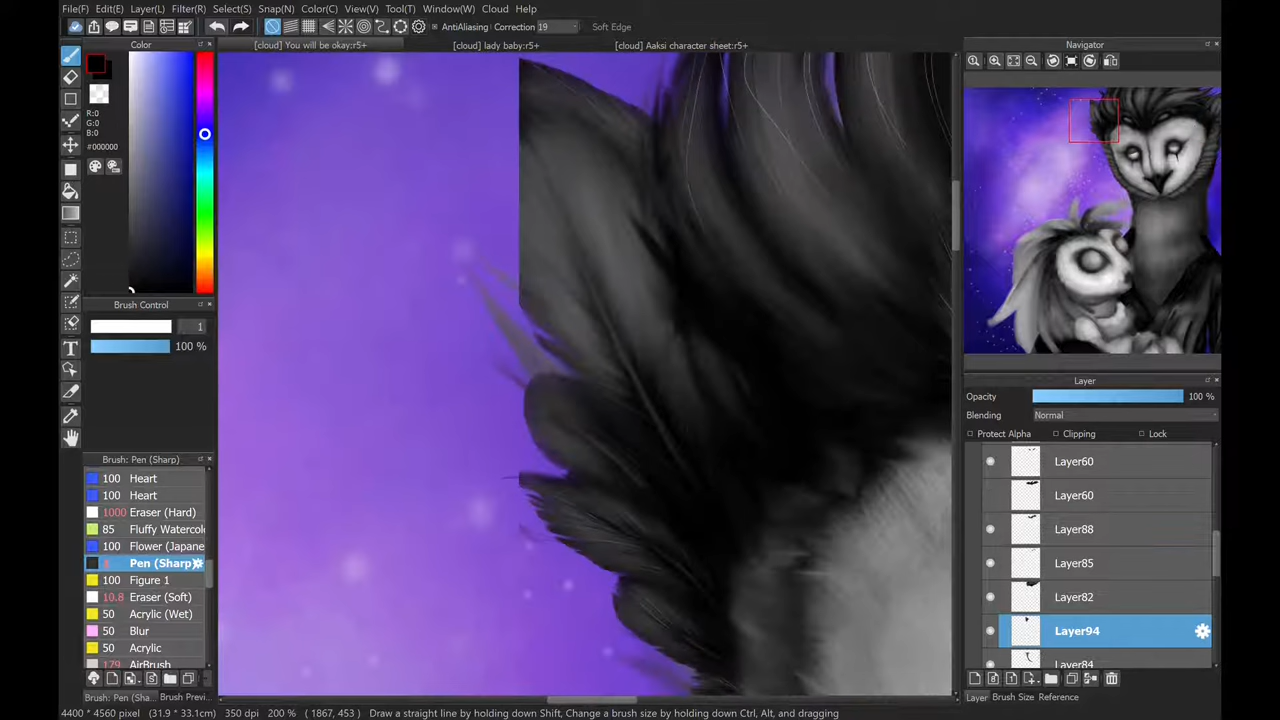 File(F) Edit(E) Layer(L) Filter(R) Select(S) Snap(N) Color(C) View(V) Tool(T) Window(W) Cloud Help
AntiAliasing Correction 19 Soft Edge
Color
[cloud] You will be okay:r5+ [cloud] lady baby:r5+ [cloud] Aaksi character sheet:r5+
Navigator
R:0
G:0
B:0
#000000
Brush Control
1
100 %
Brush: Pen (Sharp)
100 Heart
100 Heart
1000 Eraser (Hard)
85 Fluffy Watercol
100 Flower (Japane
Pen (Sharp)
100 Figure 1
10.8 Eraser (Soft)
50 Acrylic (Wet)
50 Blur
50 Acrylic
179 AirBrush
Brush: Pen (Sha... Brush Previ...
Layer
Opacity 100 %
Blending Normal
Protect Alpha Clipping Lock
Layer60
Layer60
Layer88
Layer85
Layer82
Layer94
Layer84
Layer Brush Size Reference
4400 * 4560 pixel (31.9 * 33.1cm) 350 dpi 200 % ( 1867, 453 ) Draw a straight line by holding down Shift, Change a brush size by holding down Ctrl, Alt, and dragging